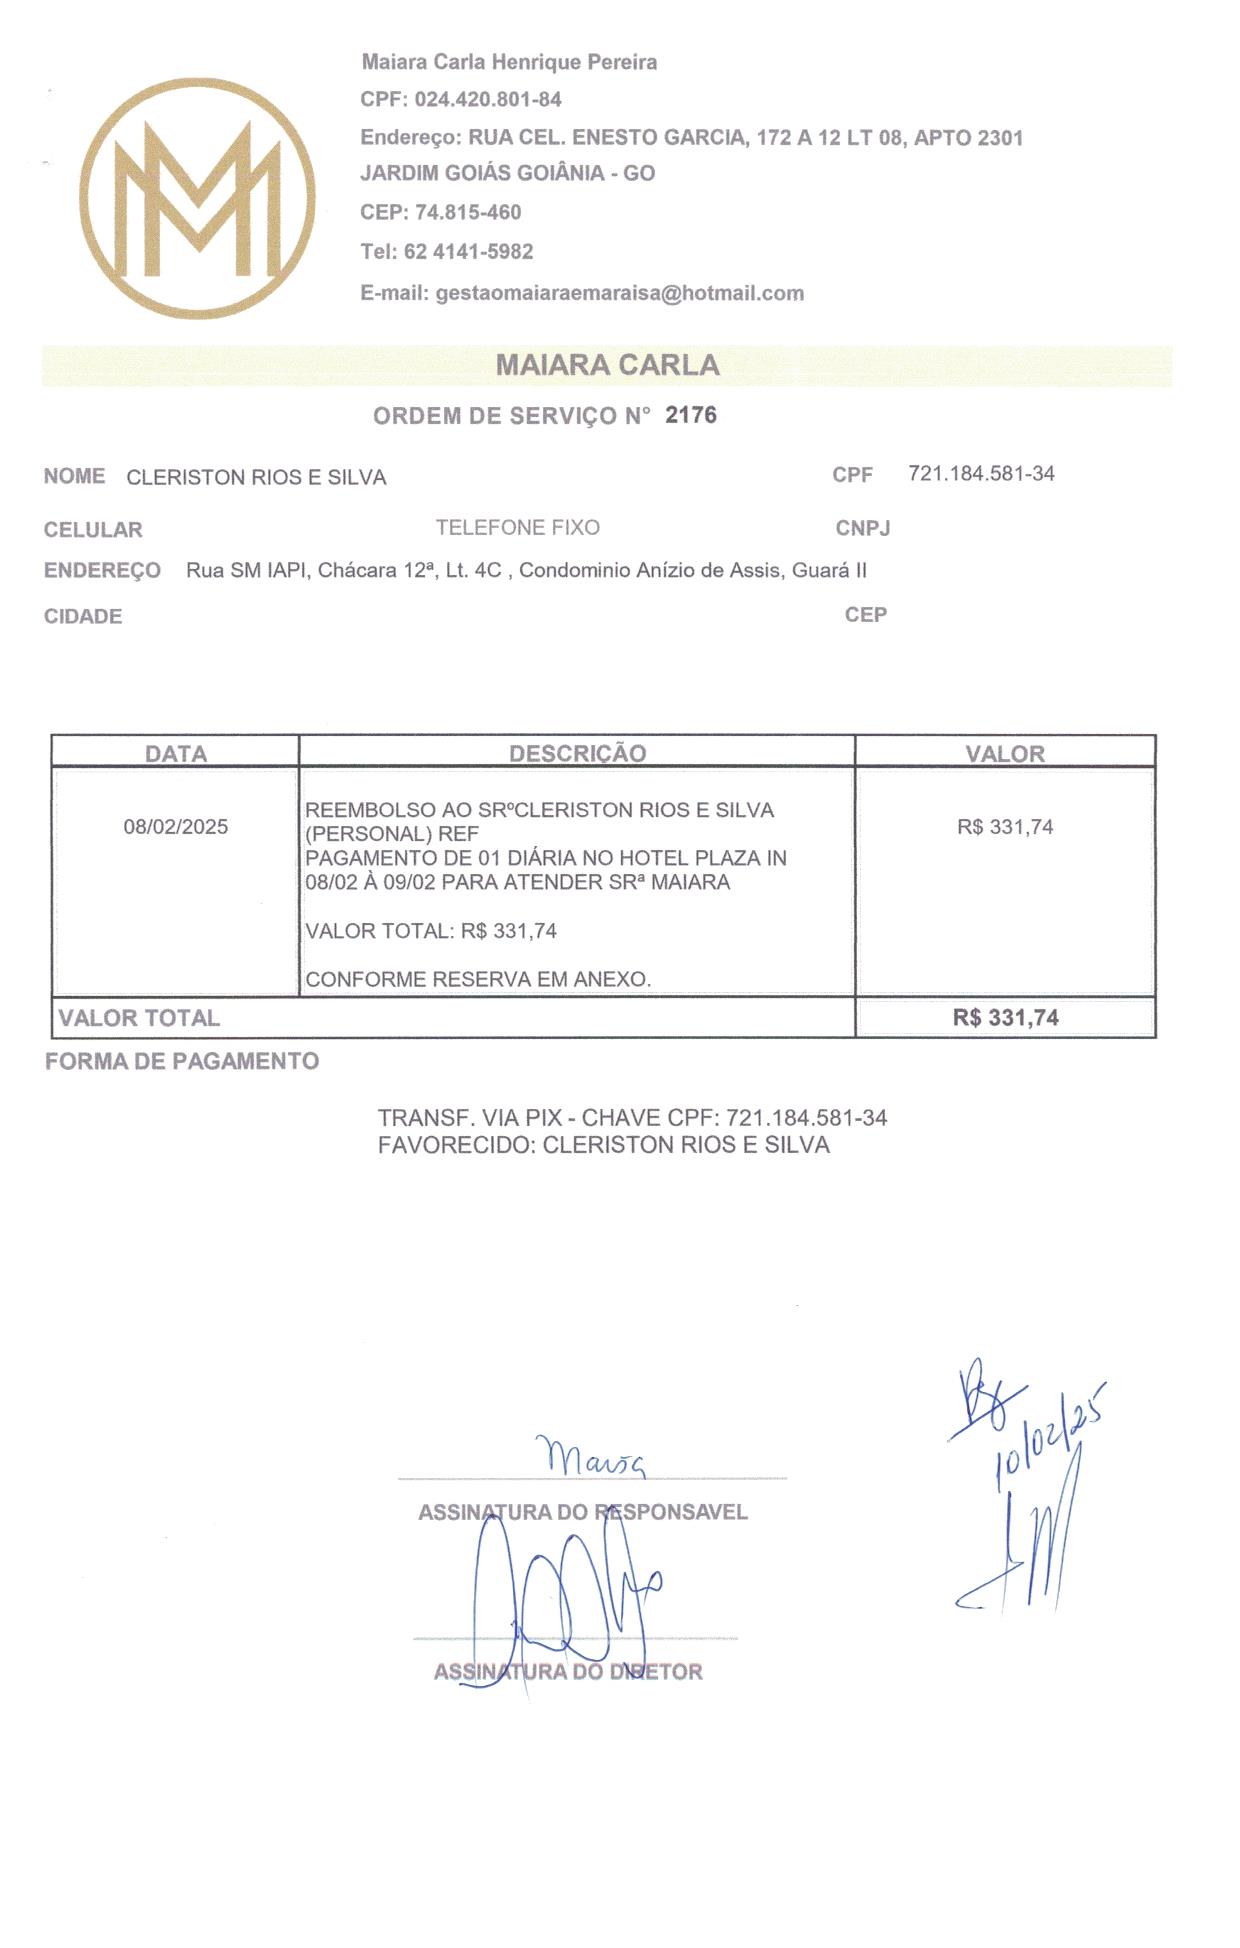 Maiara Carla Henrique Pereira
CPF: 024.420.801-84
Endereço: RUA CEL. ENESTO GARCIA, 172 A 12 LT 08, APTO 2301
JARDIM GOIÁS GOIÂNIA - GO
CEP: 74.815-460
Tel: 62 4141-5982
E-mail: gestaomaiaraemaraisa@hotmail.com
MAIARA CARLA
ORDEM DE SERVIÇO N° 2176
NOME CLERISTON RIOS E SILVA CPF 721.184.581-34
CELULAR TELEFONE FIXO CNPJ
ENDEREÇO Rua SM IAPI, Chácara 12ª, Lt. 4C , Condominio Anízio de Assis, Guará II
CIDADE CEP
DATA DESCRIÇÃO VALOR
REEMBOLSO AO SRºCLERISTON RIOS E SILVA
08/02/2025 (PERSONAL) REF R$ 331,74
PAGAMENTO DE 01 DIÁRIA NO HOTEL PLAZA IN
08/02 À 09/02 PARA ATENDER SRª MAIARA
VALOR TOTAL: R$ 331,74
CONFORME RESERVA EM ANEXO.
VALOR TOTAL R$ 331,74
FORMA DE PAGAMENTO
TRANSF. VIA PIX - CHAVE CPF: 721.184.581-34
FAVORECIDO: CLERISTON RIOS E SILVA
10/02/25
ASSINATURA DO RESPONSAVEL
ASSINATURA DO DIRETOR